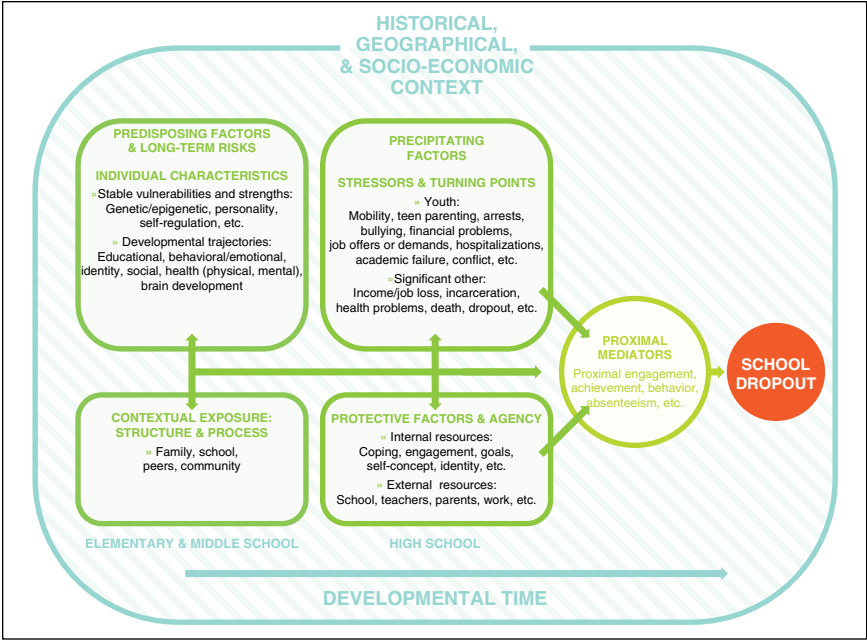 HISTORICAL,
GEOGRAPHICAL,
& SOCIO-ECONOMIC
CONTEXT
PREDISPOSING FACTORS
& LONG-TERM RISKS
INDIVIDUAL CHARACTERISTICS
»Stable vulnerabilities and strengths:
Genetic/epigenetic, personality,
self-regulation, etc.
» Developmental trajectories:
Educational, behavioral/emotional,
identity, social, health (physical, mental),
brain development
PRECIPITATING
FACTORS
STRESSORS & TURNING POINTS
» Youth:
Mobility, teen parenting, arrests,
bullying, financial problems,
job offers or demands, hospitalizations,
academic failure, conflict, etc.
»Significant other:
Income/job loss, incarceration,
health problems, death, dropout, etc.
CONTEXTUAL EXPOSURE:
STRUCTURE & PROCESS
» Family, school,
peers, community
PROTECTIVE FACTORS & AGENCY
» Internal resources:
Coping, engagement, goals,
self-concept, identity, etc.
» External resources:
School, teachers, parents, work, etc.
PROXIMAL
MEDIATORS
Proximal engagement,
achievement, behavior,
absenteeism, etc.
SCHOOL
DROPOUT
ELEMENTARY & MIDDLE SCHOOL
HIGH SCHOOL
DEVELOPMENTAL TIME